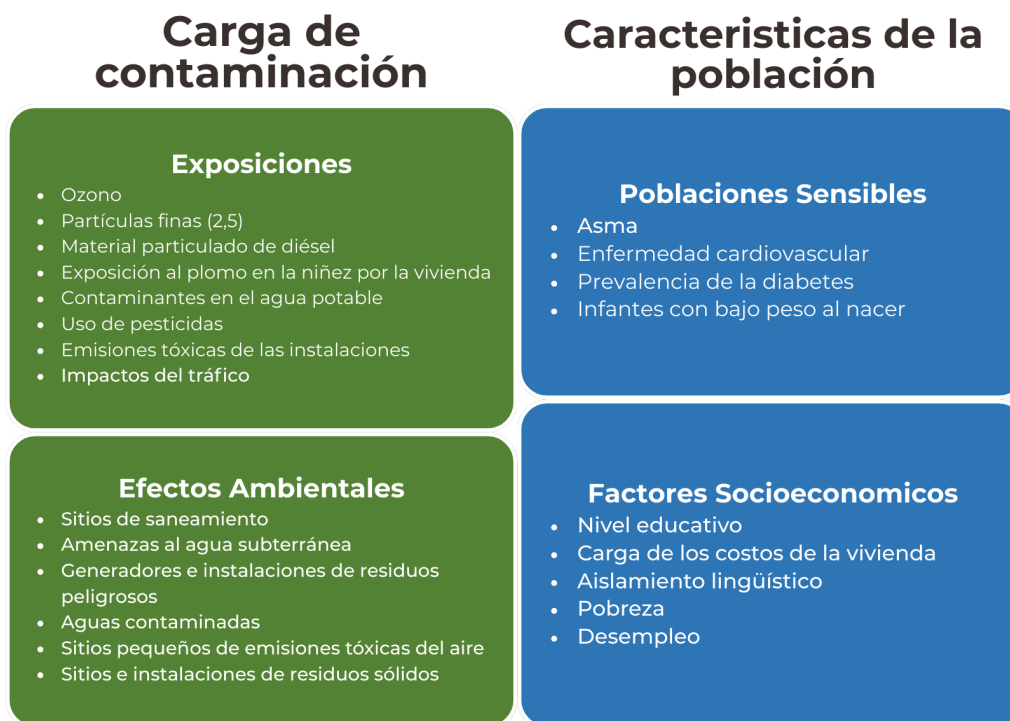 Carga de
contaminación
Exposiciones
• Ozono
• Partículas finas (2,5)
• Material particulado de diésel
• Exposición al plomo en la niñez por la vivienda
• Contaminantes en el agua potable
• Uso de pesticidas
• Emisiones tóxicas de las instalaciones
• Impactos del tráfico
Efectos Ambientales
• Sitios de saneamiento
• Amenazas al agua subterránea
• Generadores e instalaciones de residuos
peligrosos
• Aguas contaminadas
• Sitios pequeños de emisiones tóxicas del aire
• Sitios e instalaciones de residuos sólidos
Caracteristicas de la
población
Poblaciones Sensibles
• Asma
• Enfermedad cardiovascular
• Prevalencia de la diabetes
• Infantes con bajo peso al nacer
Factores Socioeconomicos
• Nivel educativo
• Carga de los costos de la vivienda
• Aislamiento lingüístico
• Pobreza
• Desempleo